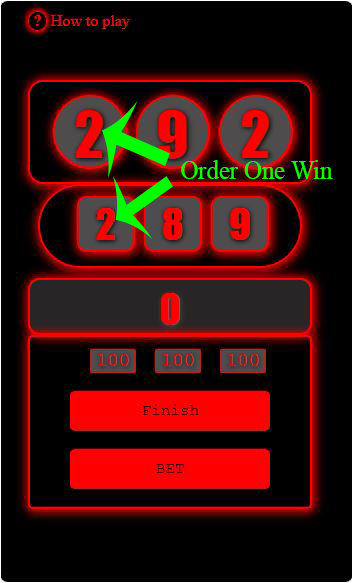 ? How to play
2 9 2
Order One Win
2 8 9
0
100 100 100
Finish
BET